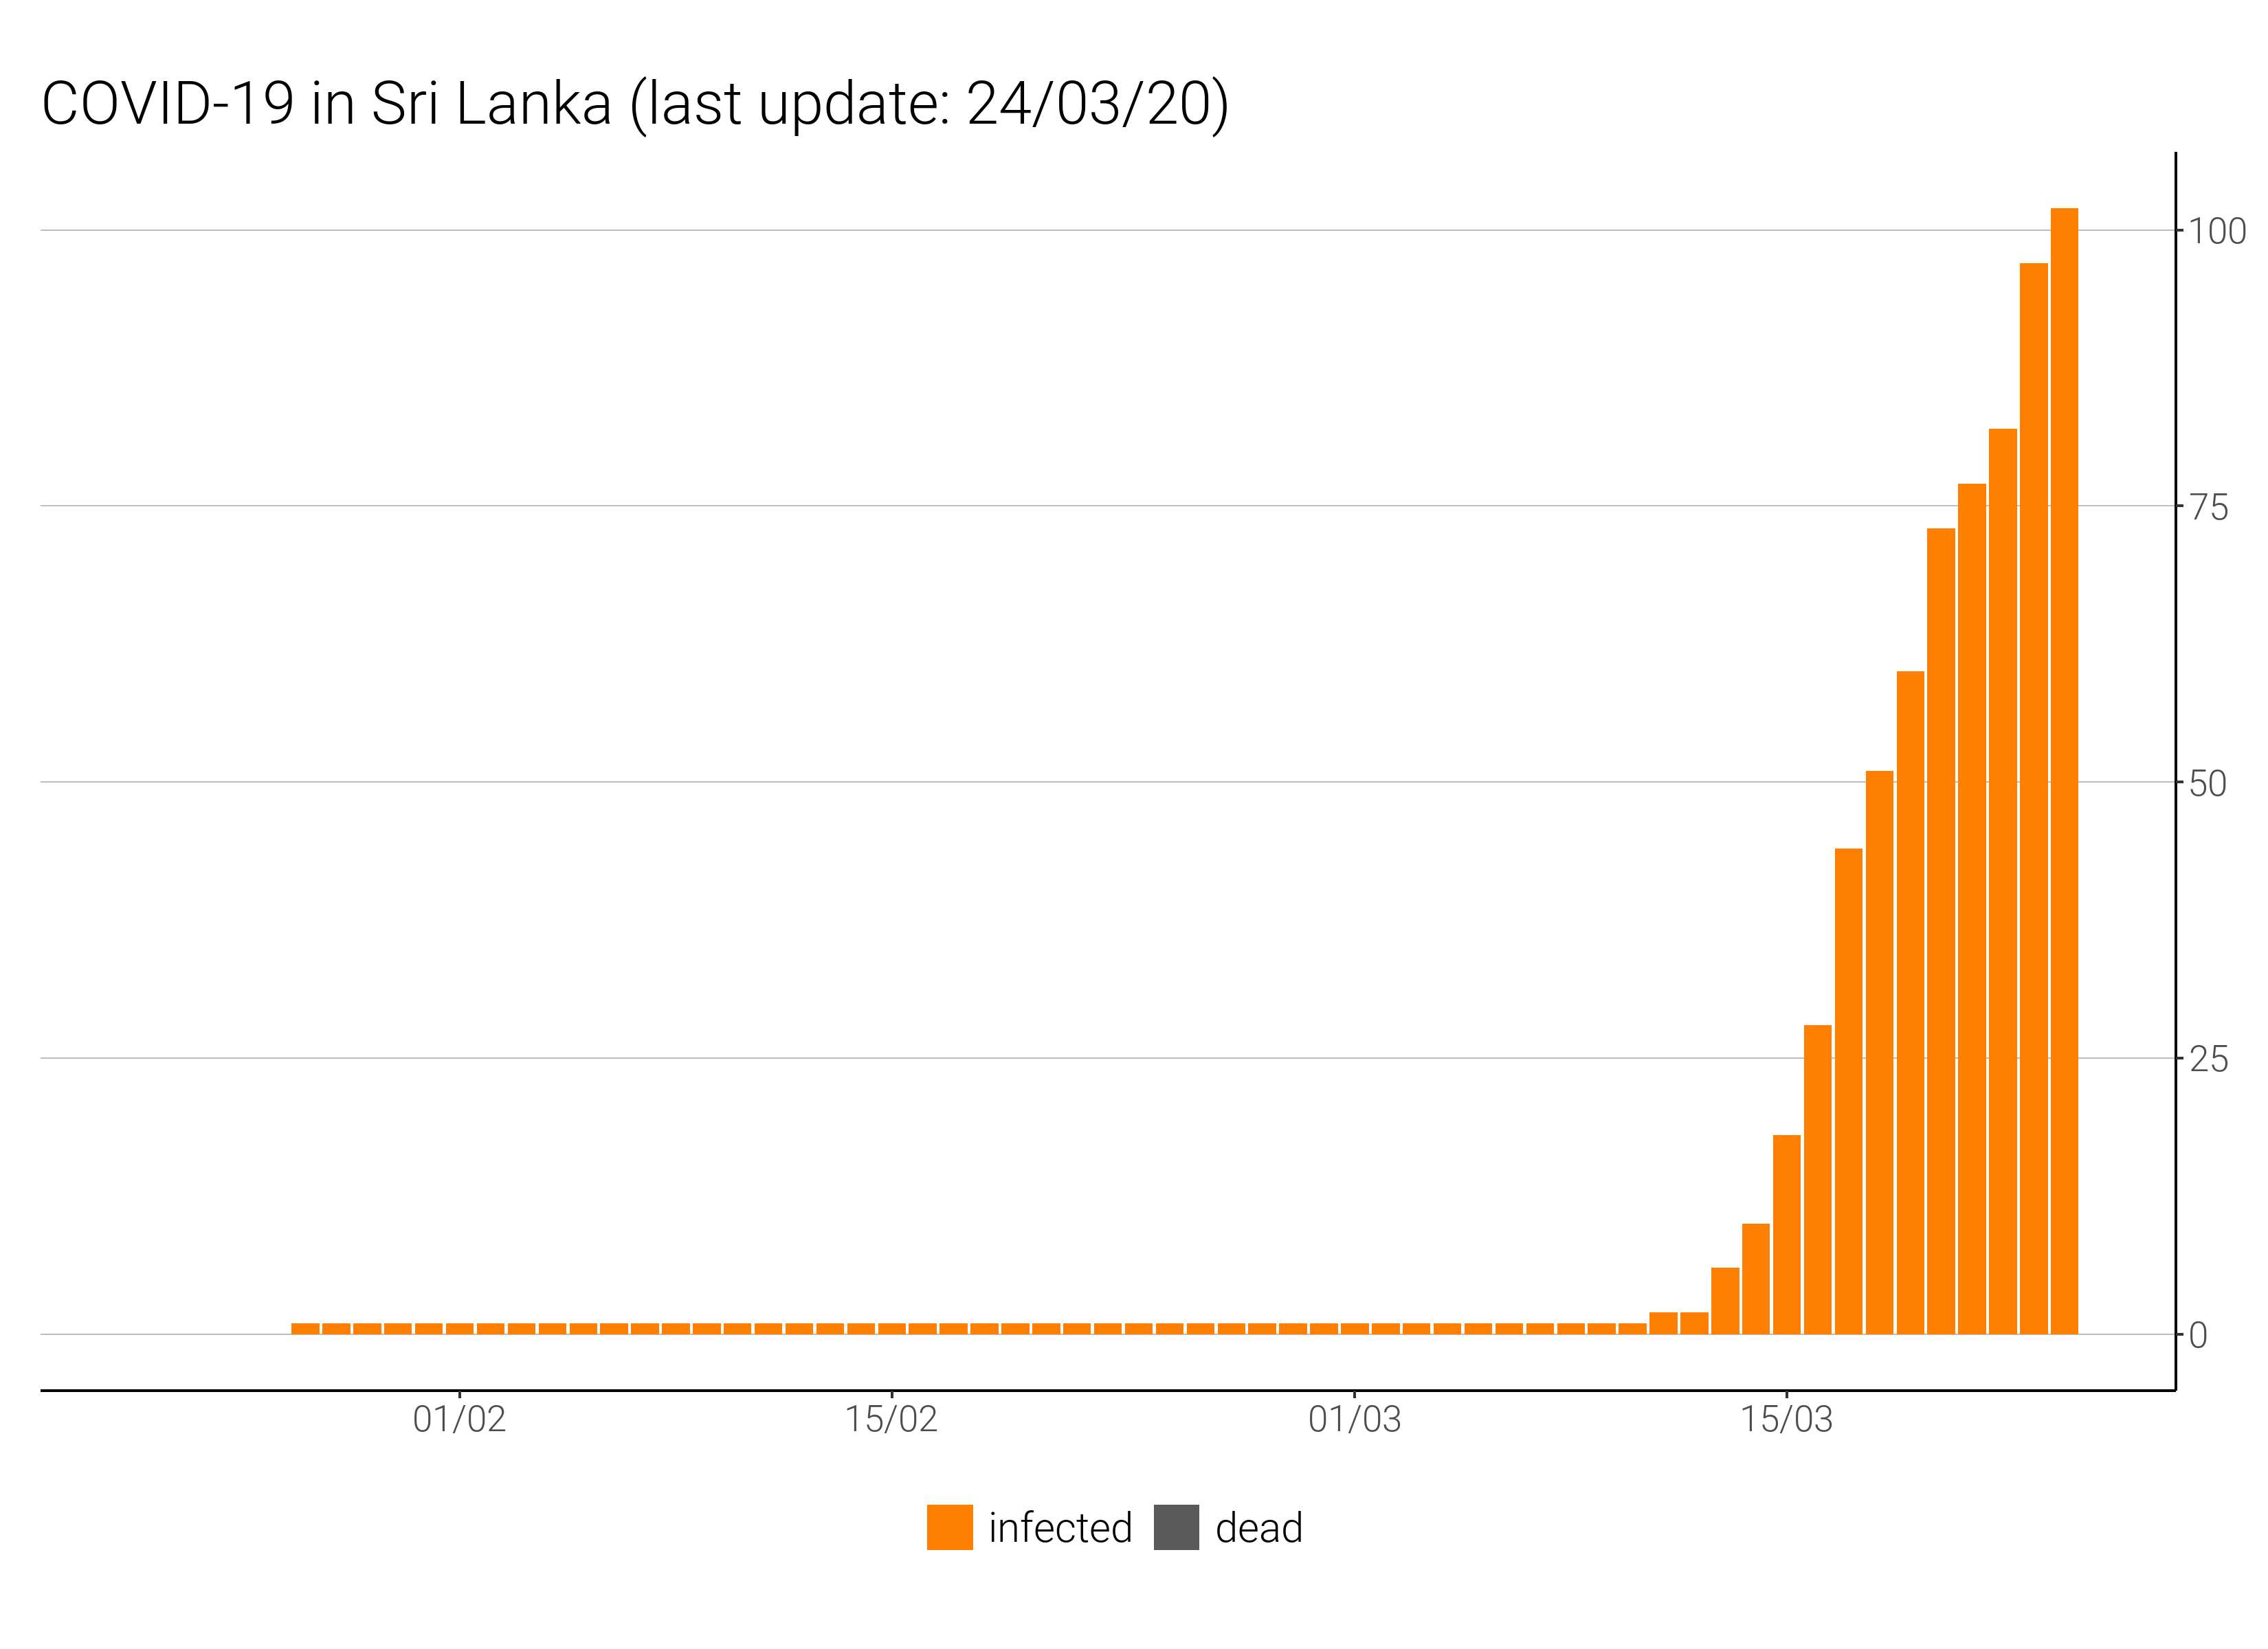 COVID-19 in Sri Lanka (last update: 24/03/20)
100
75
50
25
0
01/02 15/02 01/03 15/03
infected dead